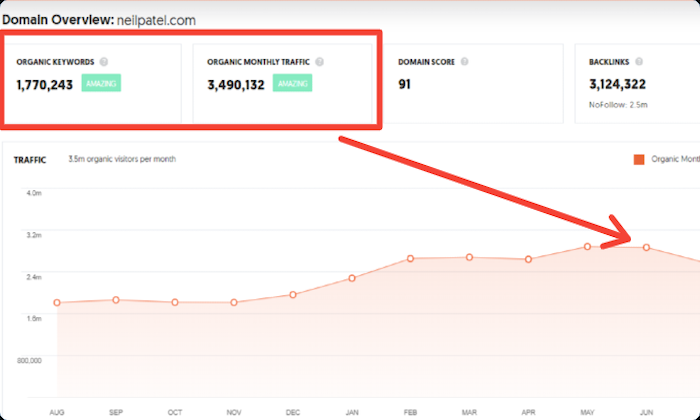 Domain Overview: neilpatel.com
ORGANIC KEYWORDS ?
1,770,243 AMAZING
ORGANIC MONTHLY TRAFFIC ?
3,490,132 AMAZING
DOMAIN SCORE ?
91
BACKLINKS ?
3,124,322
NoFollow: 2.5m
TRAFFIC 3.5m organic visitors per month
Organic Mont
4.0m
3.2m
2.4m
1.6m
800,000
AUG SEP OCT NOV DEC JAN FEB MAR APR MAY JUN